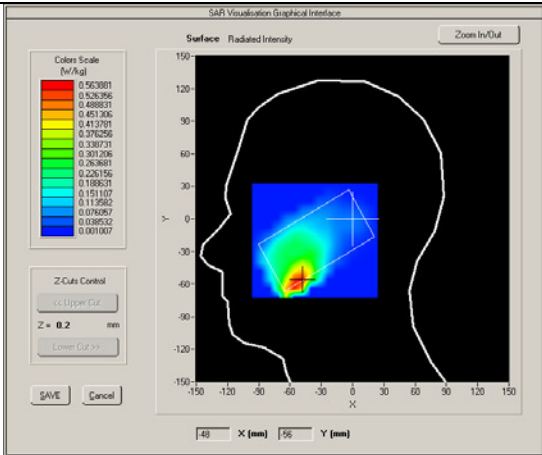 SAR Visualisation Graphical Interface
Surface Radiated Intensity
Zoom In/Out
Colors Scale
(W/kg)
0.563881
0.526356
0.488831
0.451306
0.413781
0.376256
0.338731
0.301206
0.263681
0.226156
0.188631
0.151107
0.113582
0.076057
0.038532
0.001007
Z-Cuts Control
<< Upper Cut
Z = 0.2 mm
Lower Cut >>
SAVE Cancel
150-
120-
90-
60-
30-
Y 0-
-30-
-60-
-90-
-120-
-150-
-150 -120 -90 -60 -30 0 30 60 90 120 150
X
-48 X (mm) -56 Y (mm)